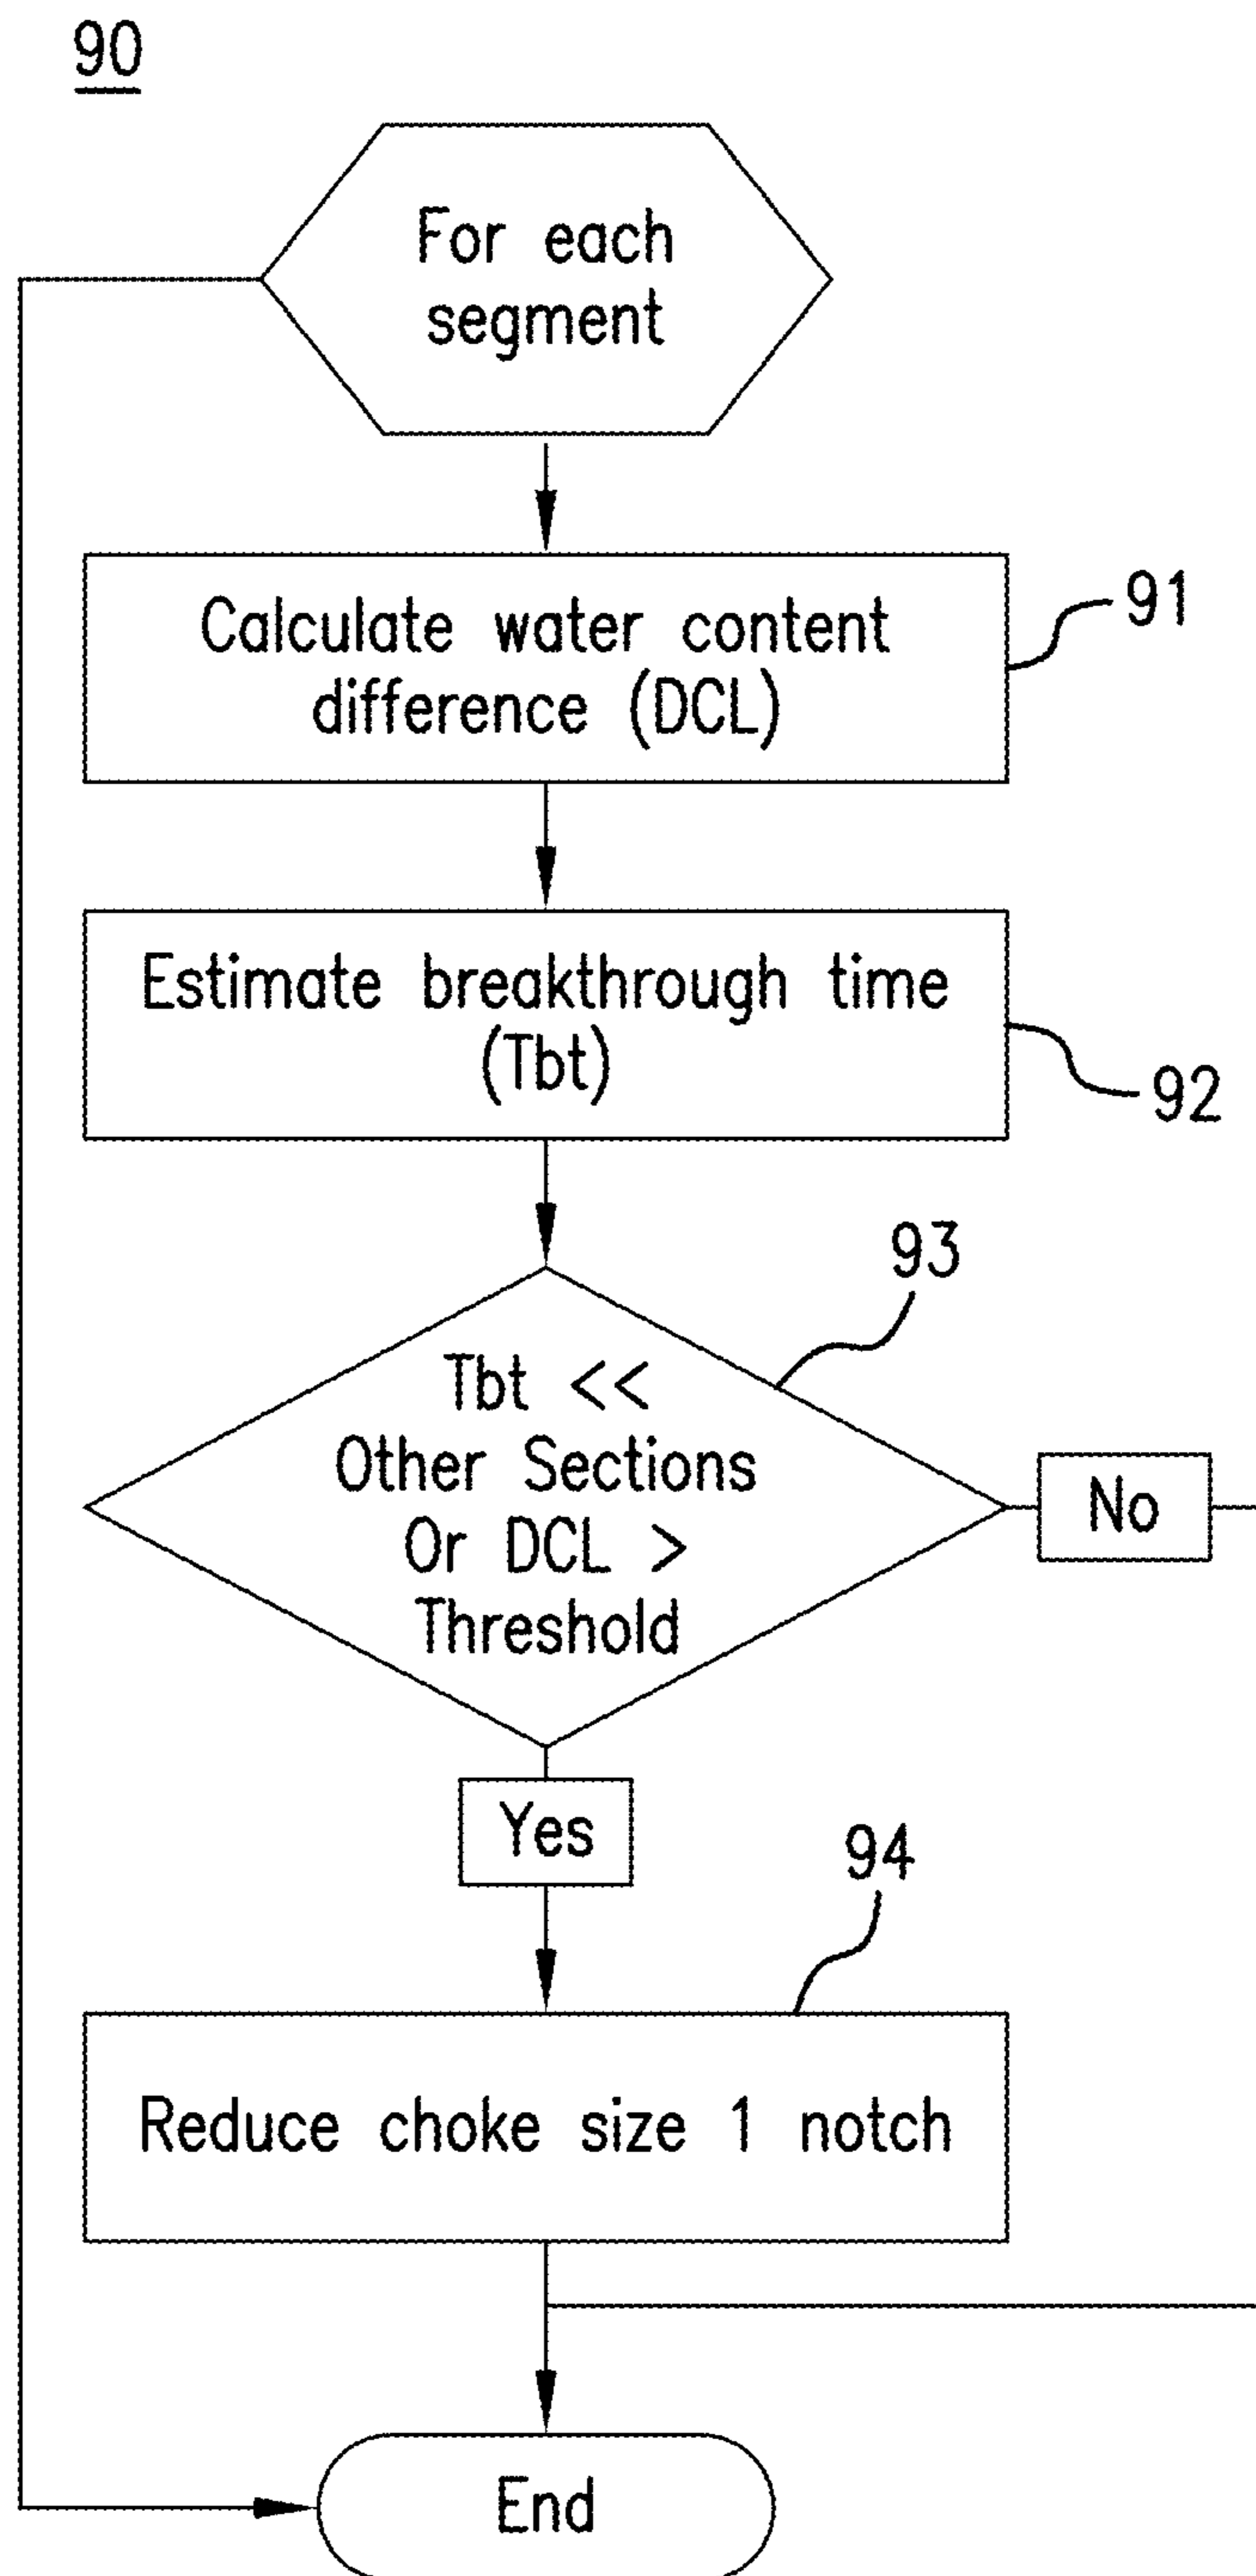 90
For each
segment
Calculate water content
difference (DCL)
91
Estimate breakthrough time
(Tbt)
92
93
Tbt <<
Other Sections
Or DCL >
Threshold
No
Yes
94
Reduce choke size 1 notch
End